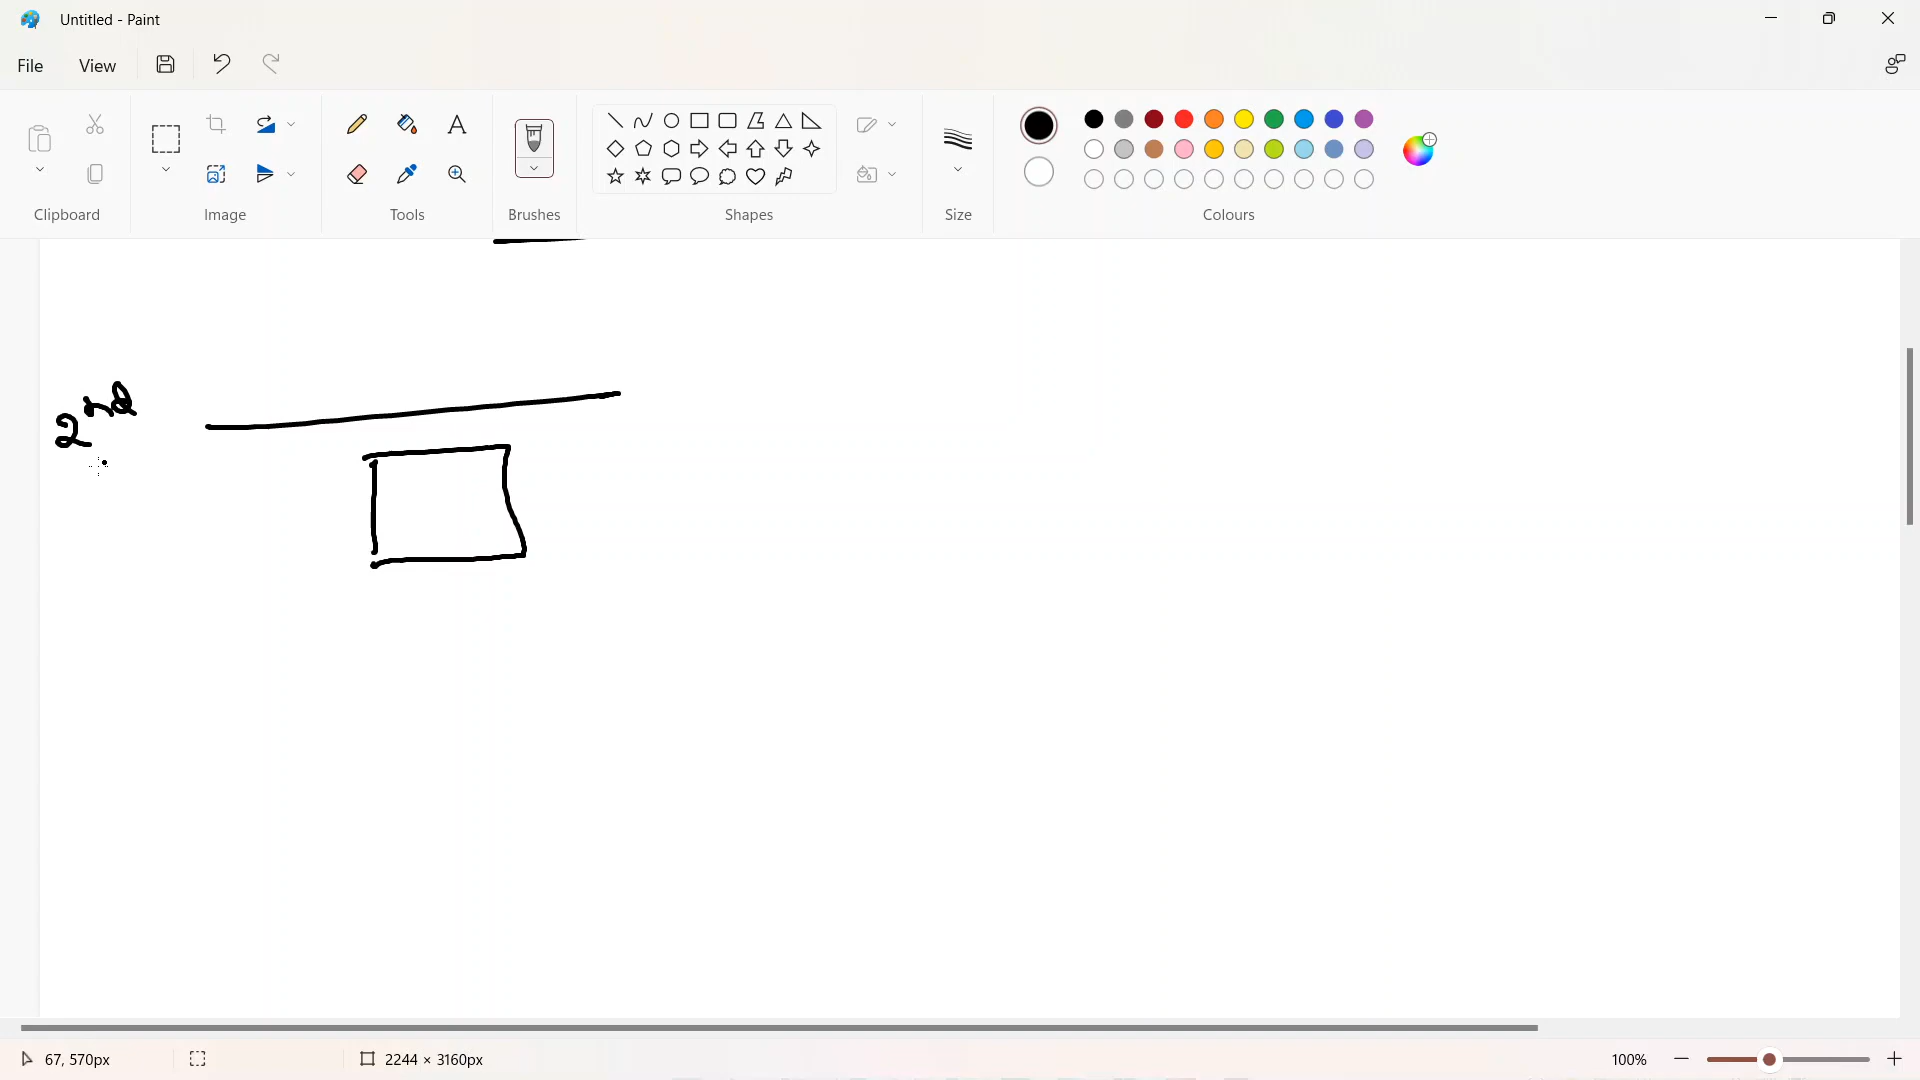 Untitled - Paint
File View
Clipboard Image Tools Brushes Shapes Size Colours
2nd
67, 570px 2244 × 3160px 100%